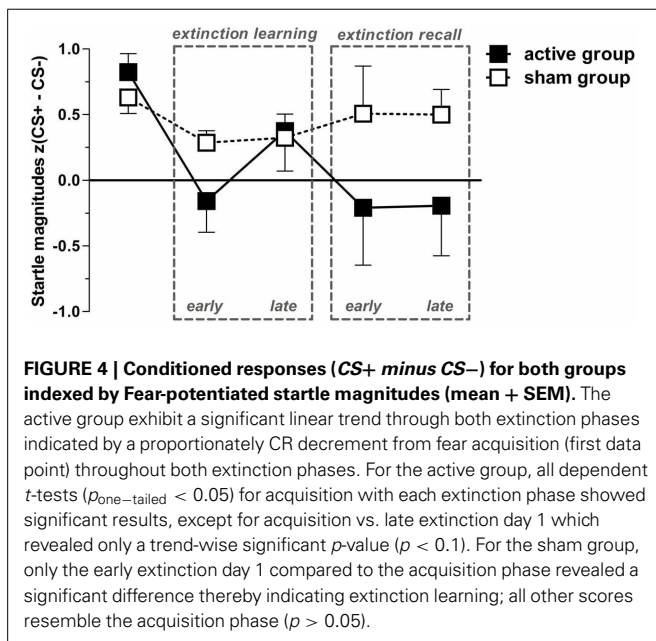 extinction learning
extinction recall
active group
sham group
Startle magnitudes z(CS+ - CS-)
1.0
0.5
0.0
-0.5
-1.0
early
late
early
late
FIGURE 4 | Conditioned responses (CS+ minus CS−) for both groups
indexed by Fear-potentiated startle magnitudes (mean + SEM). The
active group exhibit a significant linear trend through both extinction phases
indicated by a proportionately CR decrement from fear acquisition (first data
point) throughout both extinction phases. For the active group, all dependent
t-tests (pone−tailed < 0.05) for acquisition with each extinction phase showed
significant results, except for acquisition vs. late extinction day 1 which
revealed only a trend-wise significant p-value (p < 0.1). For the sham group,
only the early extinction day 1 compared to the acquisition phase revealed a
significant difference thereby indicating extinction learning; all other scores
resemble the acquisition phase (p > 0.05).